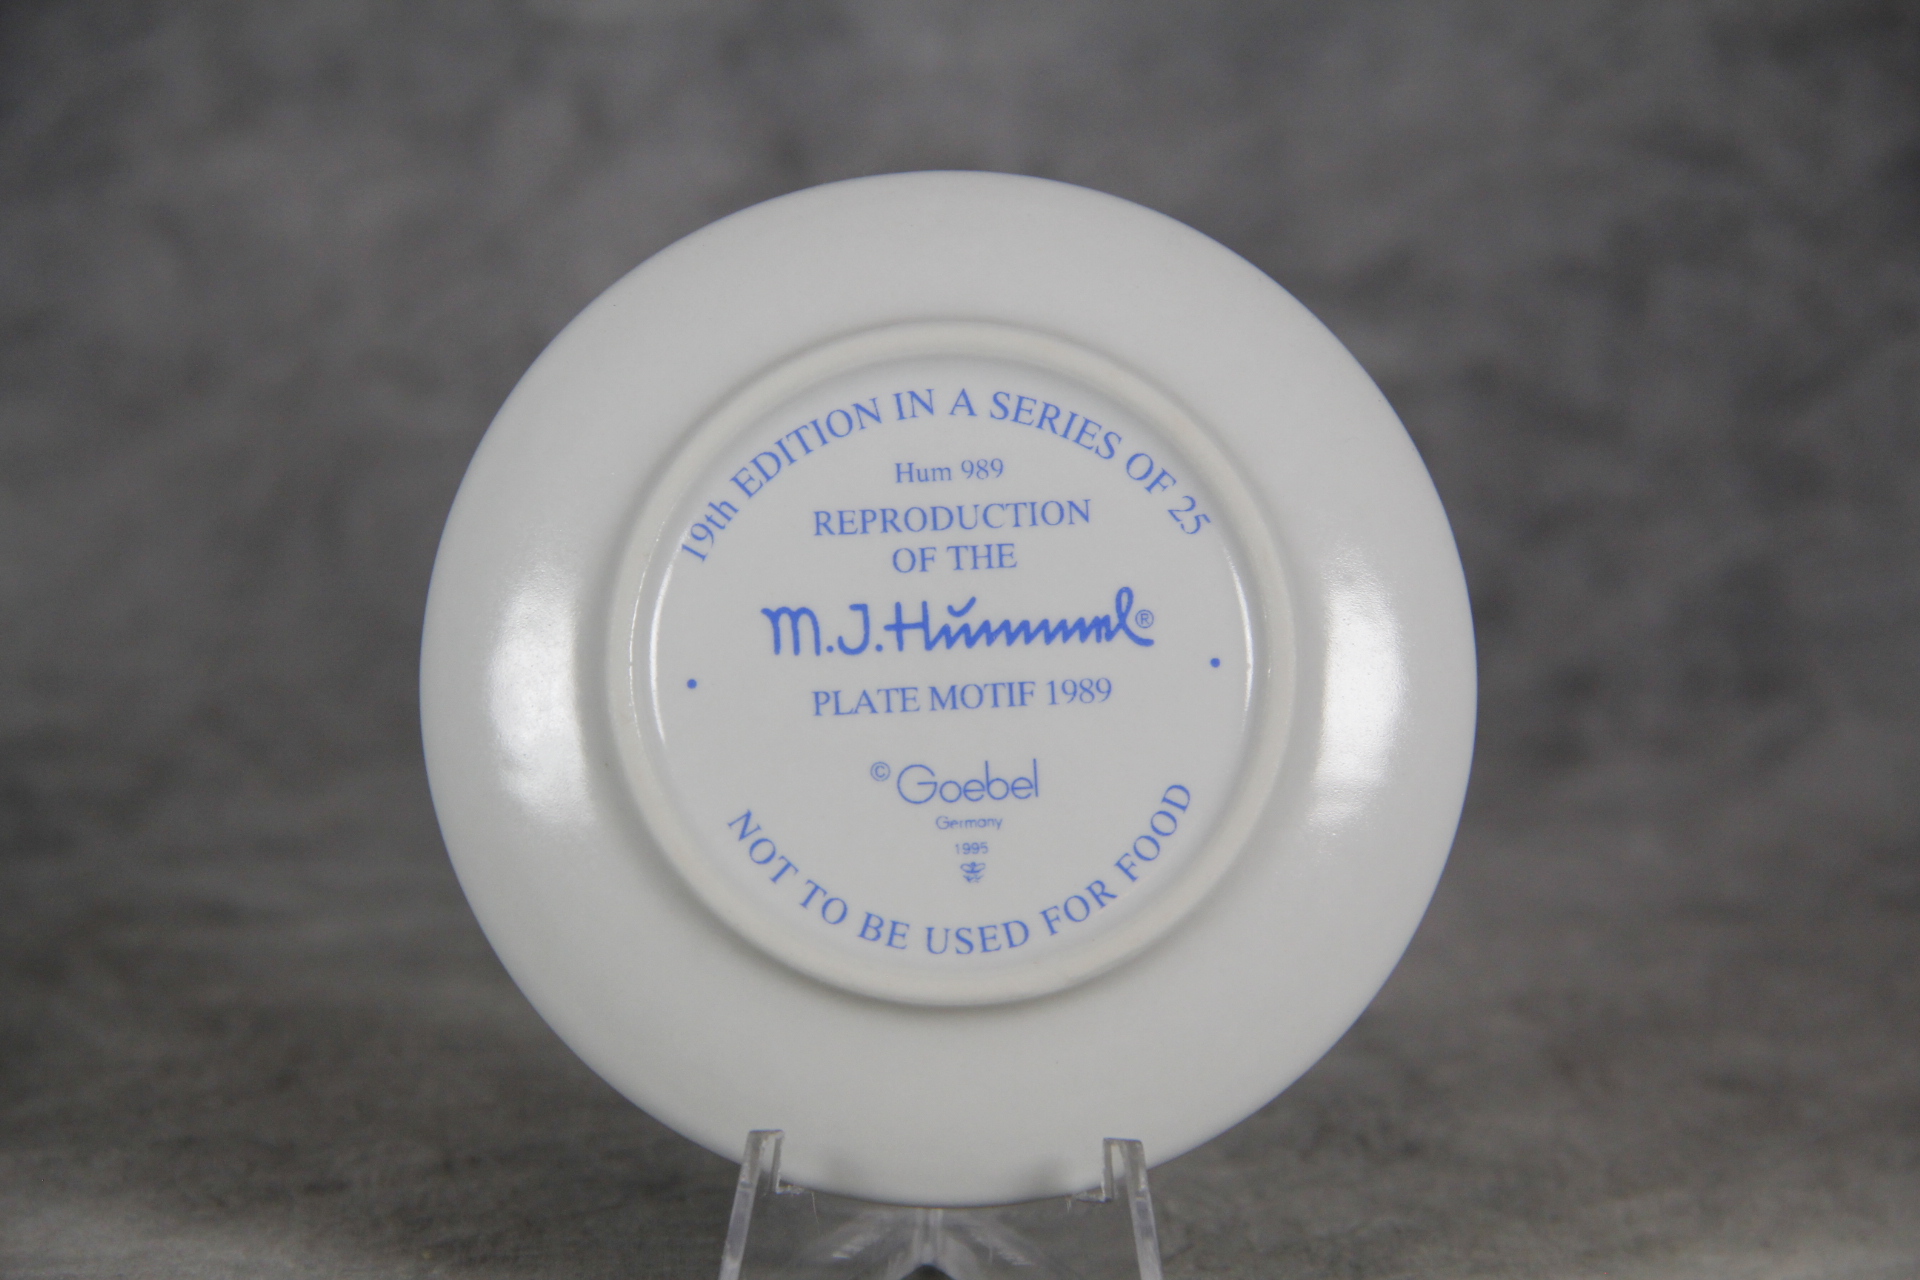 19th EDITION IN A SERIES OF 25
Hum 989
REPRODUCTION
OF THE
M.J.Hummel®
PLATE MOTIF 1989
© Goebel
Germany
1995
NOT TO BE USED FOR FOOD